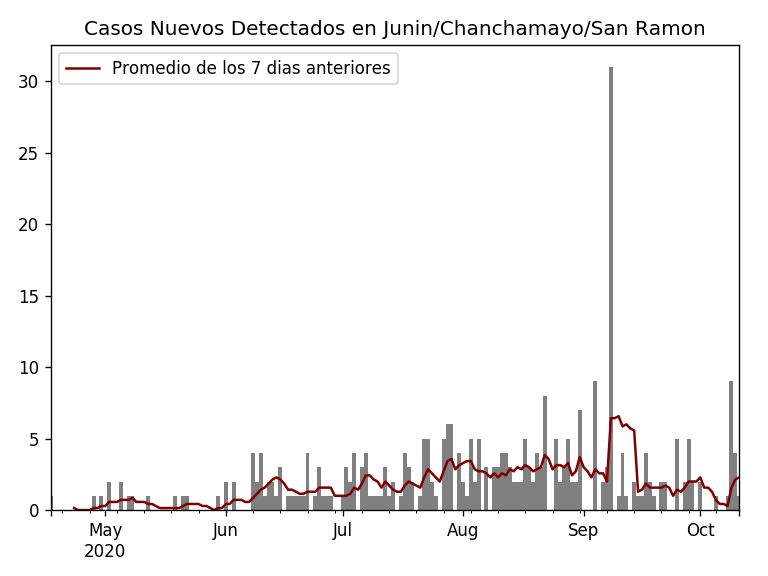 Casos Nuevos Detectados en Junin/Chanchamayo/San Ramon
Promedio de los 7 dias anteriores
30
25
20
15
10
5
0
May Jun Jul Aug Sep Oct
2020